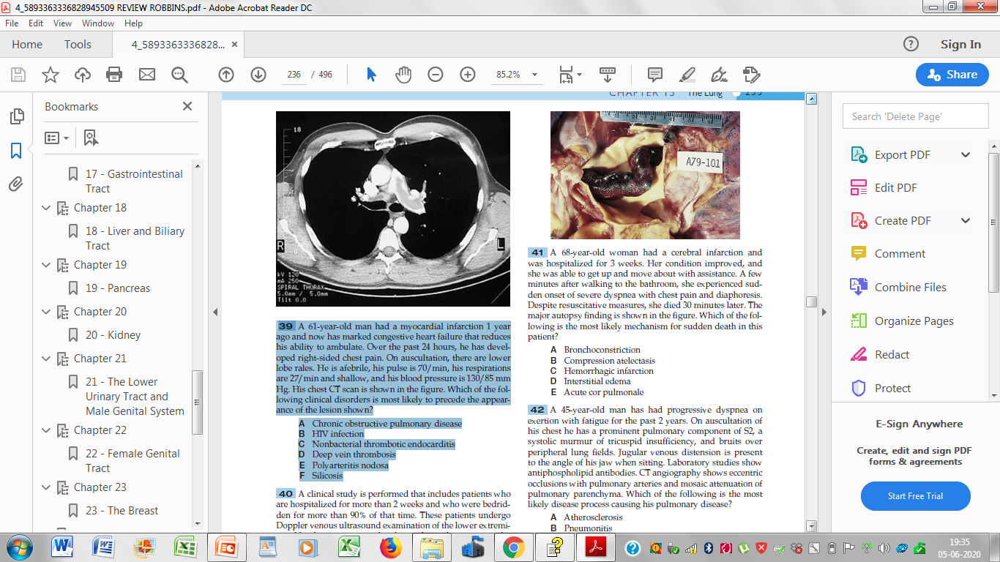 4_5893363336828945509 REVIEW ROBBINS.pdf - Adobe Acrobat Reader DC
File Edit View Window Help
Home Tools 4_5893363336828... × Sign In
236 / 496 85.2% Share
Bookmarks
17 - Gastrointestinal
Tract
Chapter 18
18 - Liver and Biliary
Tract
Chapter 19
19 - Pancreas
Chapter 20
20 - Kidney
Chapter 21
21 - The Lower
Urinary Tract and
Male Genital System
Chapter 22
22 - Female Genital
Tract
Chapter 23
23 - The Breast
CHAPTER 15 The Lung 235
18
R
L
kV 120
mA 250
SPIRAL THORAX
5.0mm / 5.0mm
Tilt 0.0
39 A 61-year-old man had a myocardial infarction 1 year
ago and now has marked congestive heart failure that reduces
his ability to ambulate. Over the past 24 hours, he has devel-
oped right-sided chest pain. On auscultation, there are lower
lobe rales. He is afebrile, his pulse is 70/min, his respirations
are 27/min and shallow, and his blood pressure is 130/85 mm
Hg. His chest CT scan is shown in the figure. Which of the fol-
lowing clinical disorders is most likely to precede the appear-
ance of the lesion shown?
A Chronic obstructive pulmonary disease
B HIV infection
C Nonbacterial thrombotic endocarditis
D Deep vein thrombosis
E Polyarteritis nodosa
F Silicosis
40 A clinical study is performed that includes patients who
are hospitalized for more than 2 weeks and who were bedrid-
den for more than 90% of that time. These patients undergo
Doppler venous ultrasound examination of the lower extremi-
A79-101
41 A 68-year-old woman had a cerebral infarction and
was hospitalized for 3 weeks. Her condition improved, and
she was able to get up and move about with assistance. A few
minutes after walking to the bathroom, she experienced sud-
den onset of severe dyspnea with chest pain and diaphoresis.
Despite resuscitative measures, she died 30 minutes later. The
major autopsy finding is shown in the figure. Which of the fol-
lowing is the most likely mechanism for sudden death in this
patient?
A Bronchoconstriction
B Compression atelectasis
C Hemorrhagic infarction
D Interstitial edema
E Acute cor pulmonale
42 A 45-year-old man has had progressive dyspnea on
exertion with fatigue for the past 2 years. On auscultation of
his chest he has a prominent pulmonary component of S2, a
systolic murmur of tricuspid insufficiency, and bruits over
peripheral lung fields. Jugular venous distension is present
to the angle of his jaw when sitting. Laboratory studies show
antiphospholipid antibodies. CT angiography shows eccentric
occlusions with pulmonary arteries and mosaic attenuation of
pulmonary parenchyma. Which of the following is the most
likely disease process causing his pulmonary disease?
A Atherosclerosis
B Pneumonitis
Search 'Delete Page'
Export PDF
Edit PDF
Create PDF
Comment
Combine Files
Organize Pages
Redact
Protect
E-Sign Anywhere
Create, edit and sign PDF
forms & agreements
Start Free Trial
19:35
05-06-2020